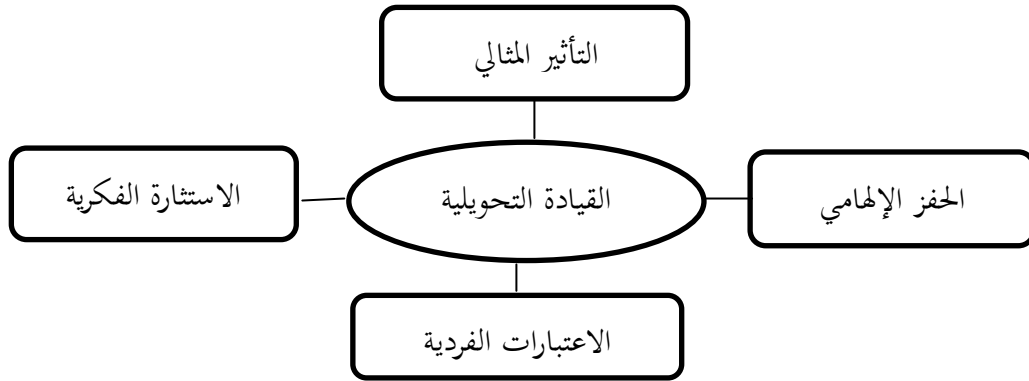 التأثير المثالي
الحفز الإلهامي
القيادة التحويلية
الاستثارة الفكرية
الاعتبارات الفردية